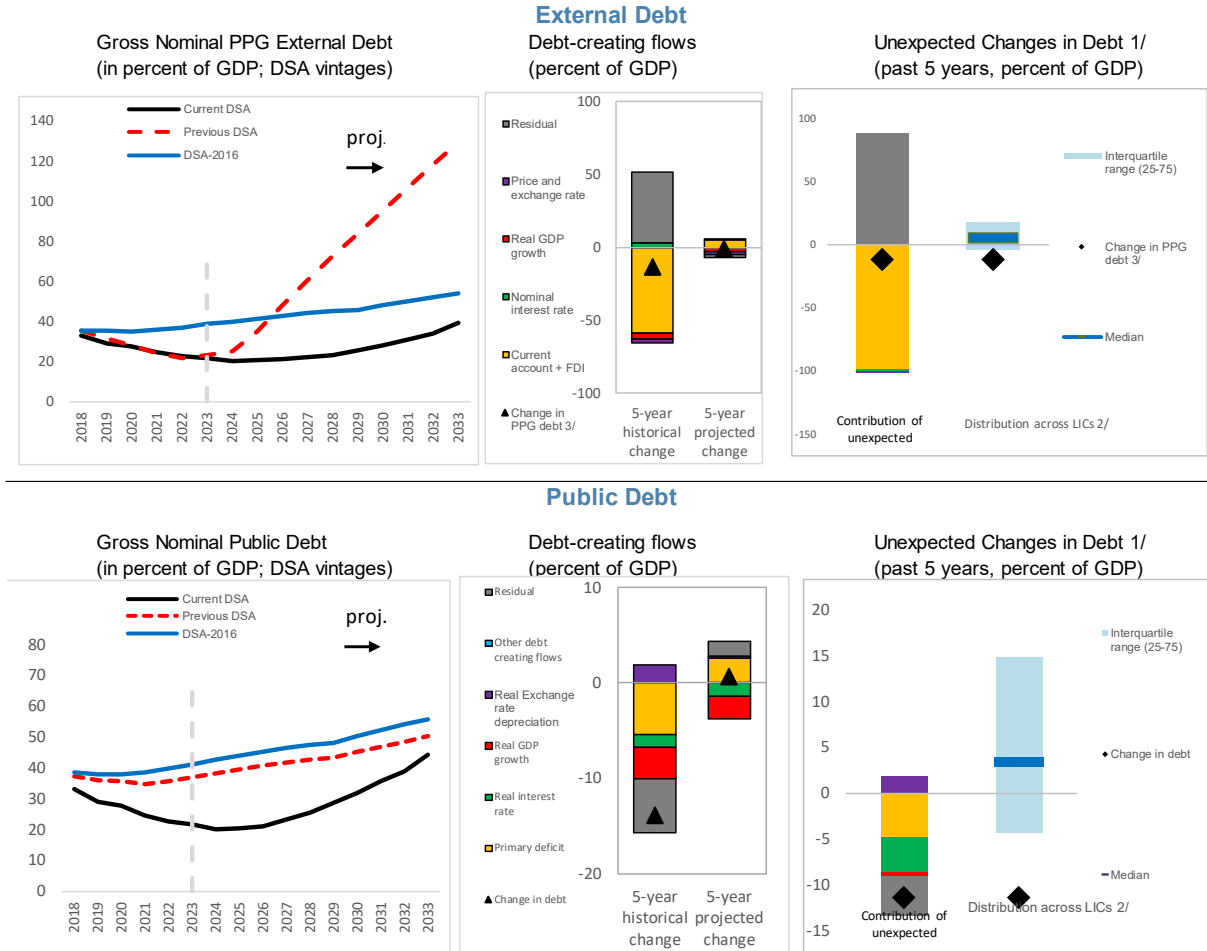 External Debt
Gross Nominal PPG External Debt
(in percent of GDP; DSA vintages)
Current DSA
Previous DSA
DSA-2016
proj.
140
120
100
80
60
40
20
0
2018
2019
2020
2021
2022
2023
2024
2025
2026
2027
2028
2029
2030
2031
2032
2033
Debt-creating flows
(percent of GDP)
Residual
Price and
exchange rate
Real GDP
growth
Nominal
interest rate
Current
account + FDI
Change in
PPG debt 3/
100
50
0
-50
-100
5-year
historical
change
5-year
projected
change
Unexpected Changes in Debt 1/
(past 5 years, percent of GDP)
100
50
0
-50
-100
-150
Interquartile
range (25-75)
Change in PPG
debt 3/
Median
Contribution of
unexpected
Distribution across LICs 2/
Public Debt
Gross Nominal Public Debt
(in percent of GDP; DSA vintages)
Current DSA
Previous DSA
DSA-2016
proj.
80
70
60
50
40
30
20
10
0
2018
2019
2020
2021
2022
2023
2024
2025
2026
2027
2028
2029
2030
2031
2032
2033
Debt-creating flows
(percent of GDP)
Residual
Other debt
creating flows
Real Exchange
rate
depreciation
Real GDP
growth
Real interest
rate
Primary deficit
Change in debt
10
0
-10
-20
5-year
historical
change
5-year
projected
change
Unexpected Changes in Debt 1/
(past 5 years, percent of GDP)
20
15
10
5
0
-5
-10
-15
Interquartile
range (25-75)
Change in debt
Median
Contribution of
unexpected
Distribution across LICs 2/